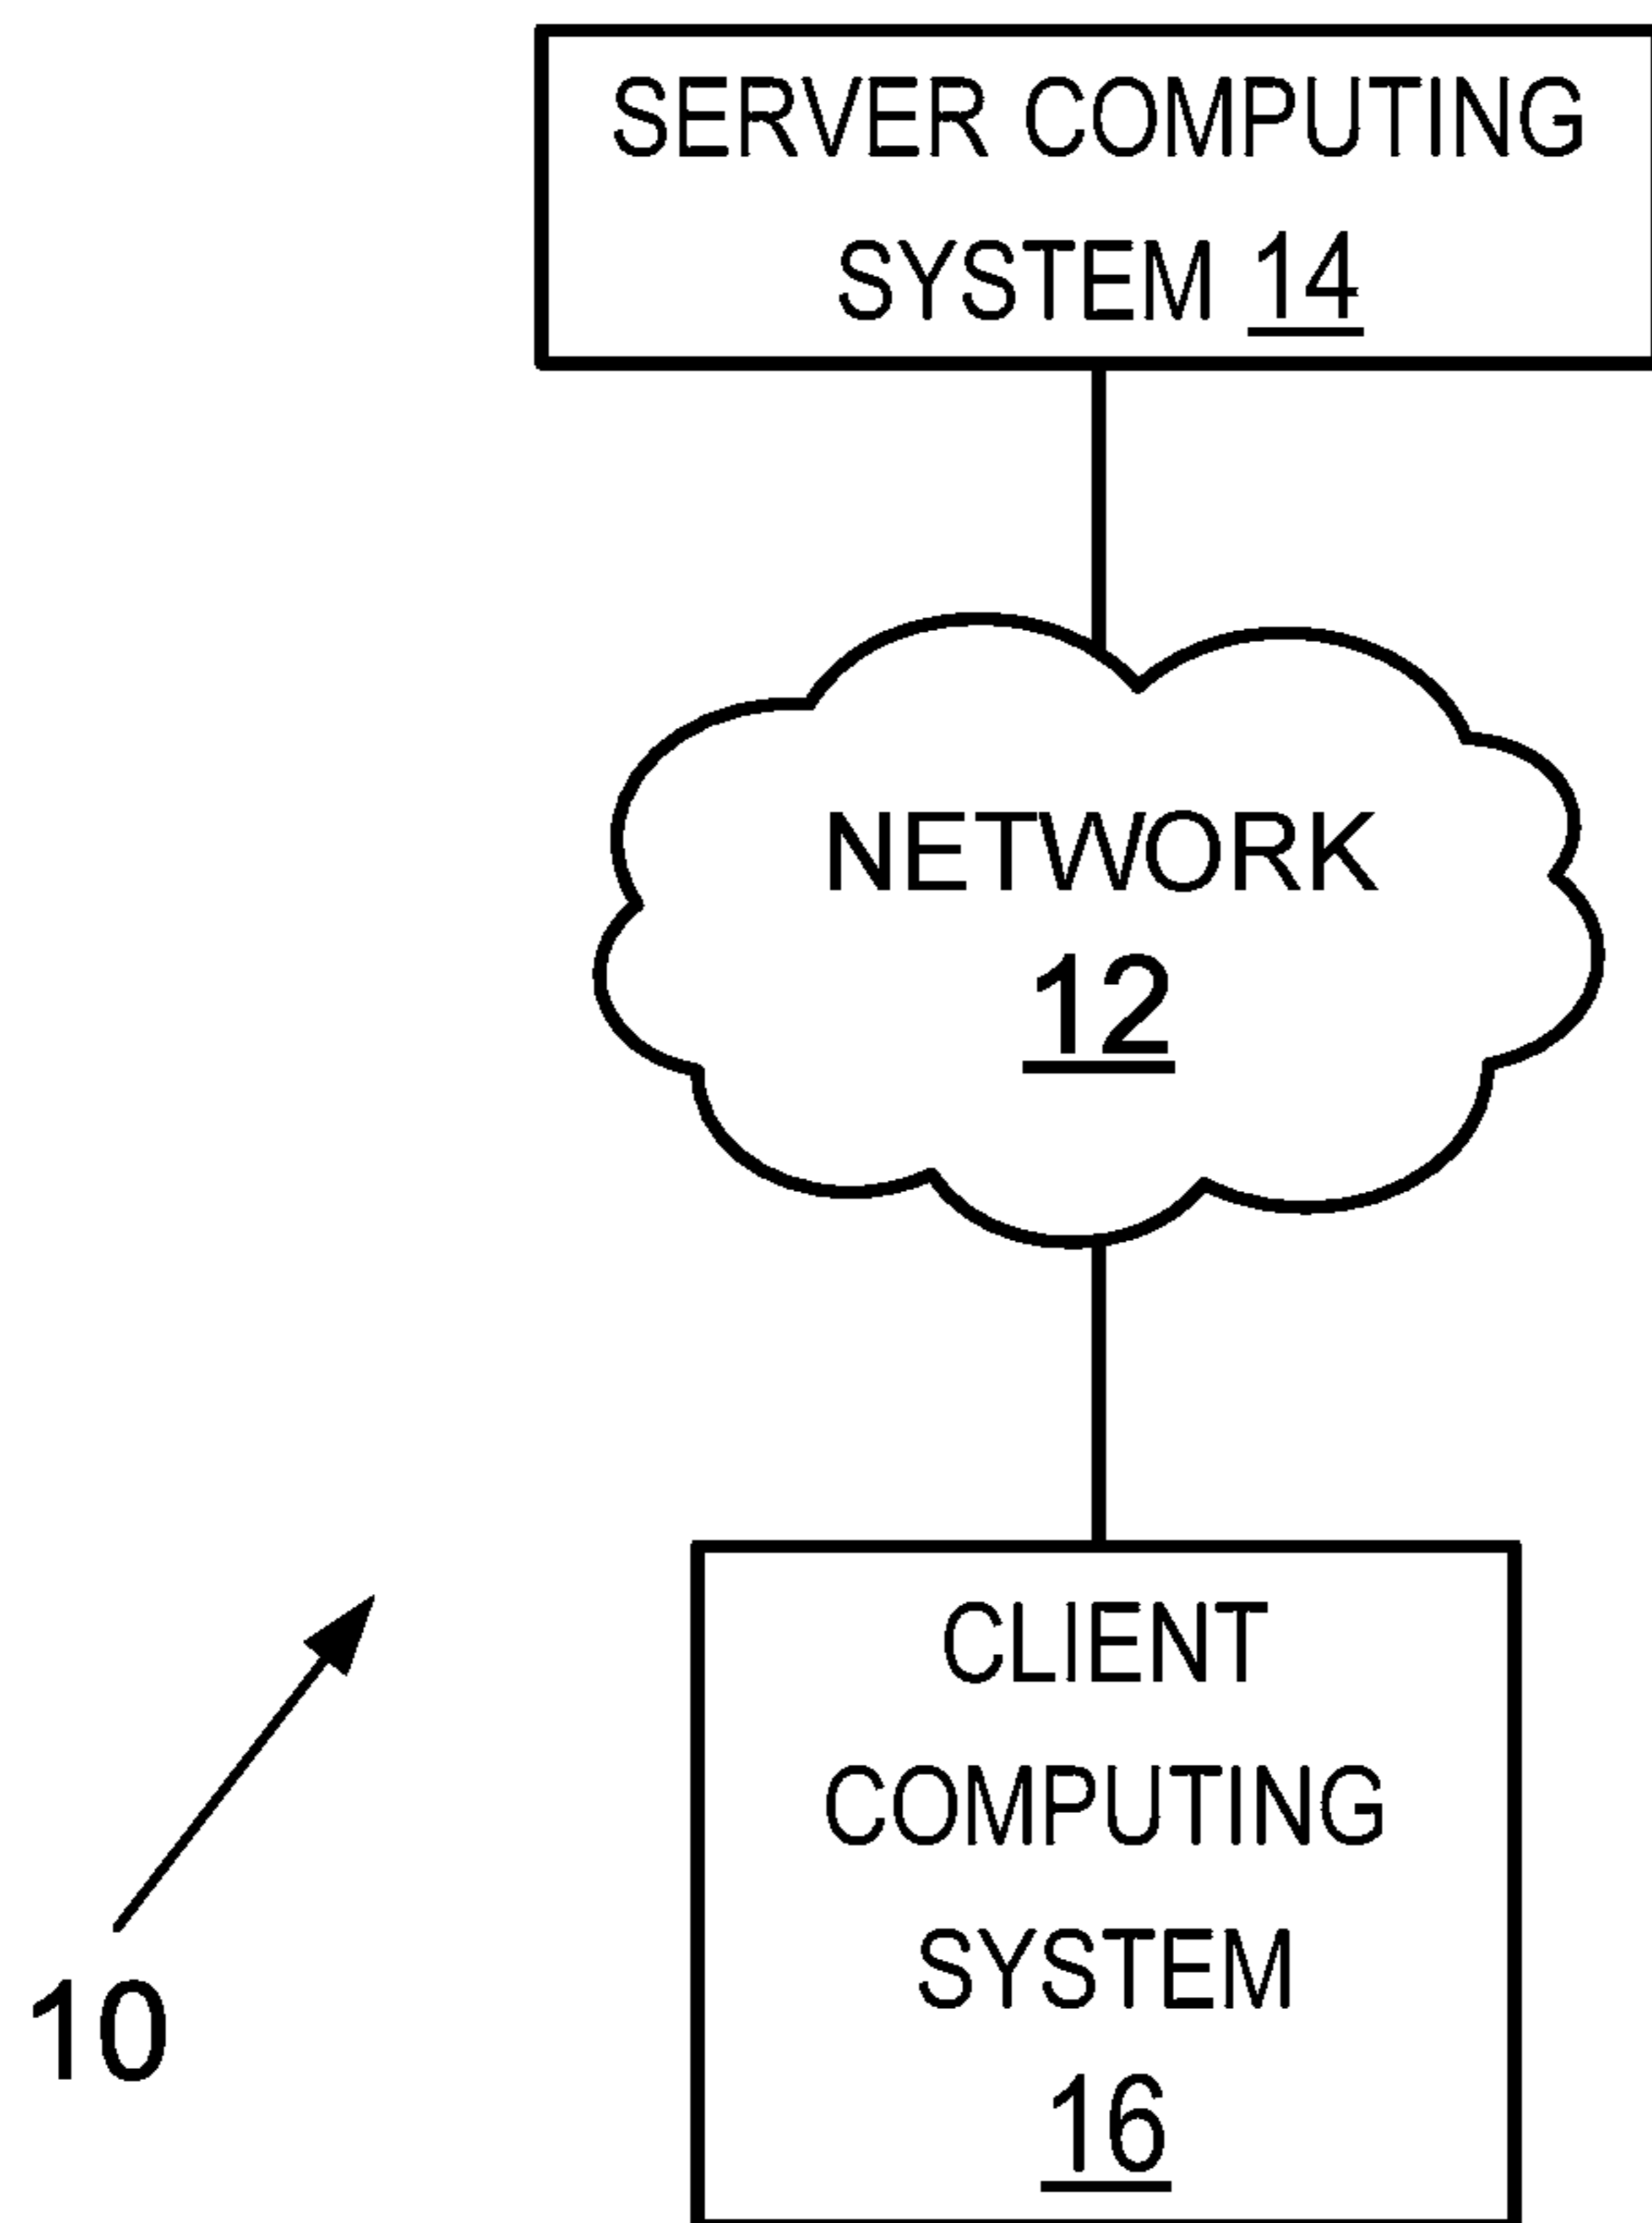 SERVER COMPUTING
SYSTEM 14
NETWORK
12
CLIENT
COMPUTING
SYSTEM
16
10